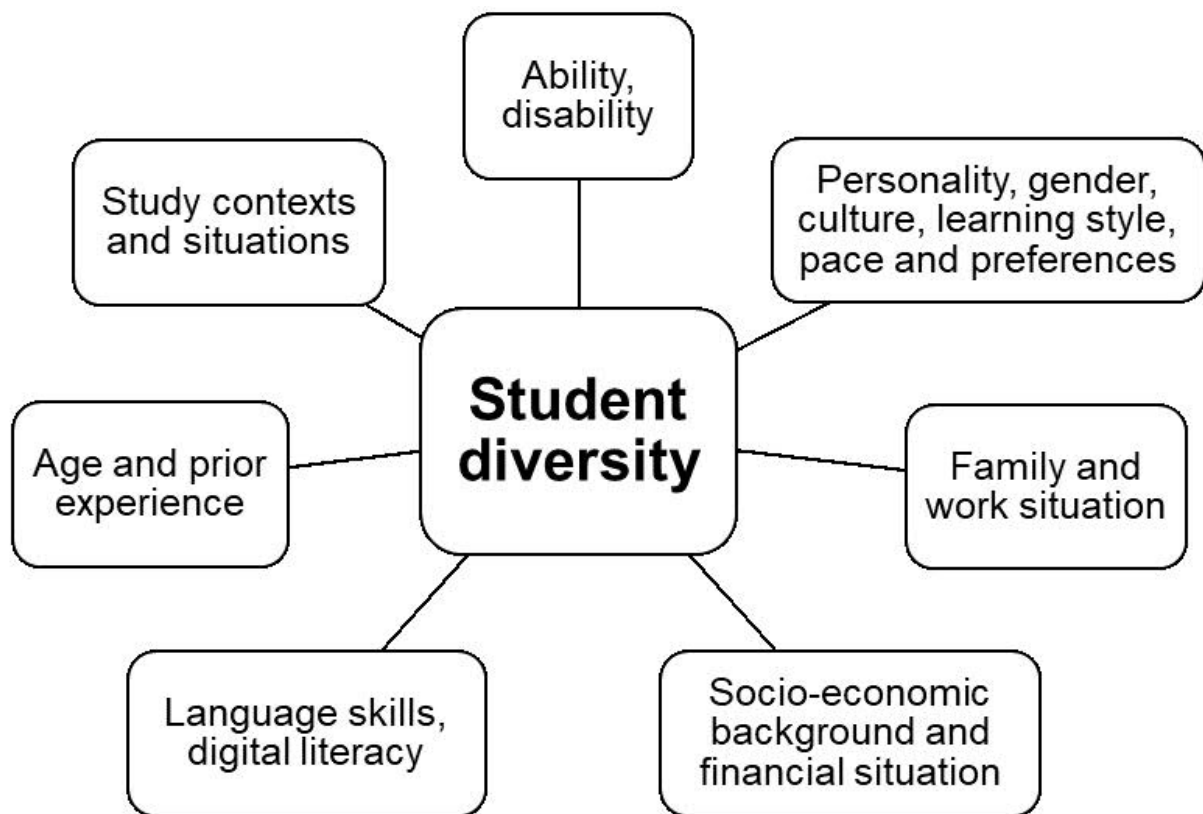 Ability,
disability
Personality, gender,
culture, learning style,
pace and preferences
Family and
work situation
Socio-economic
background and
financial situation
Language skills,
digital literacy
Age and prior
experience
Study contexts
and situations
Student
diversity